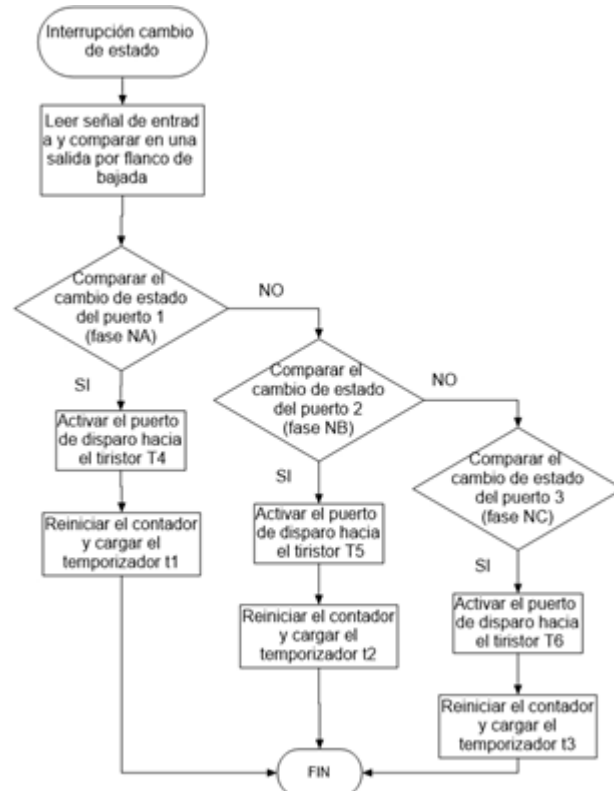 Interrupción cambio
de estado
Leer señal de entrad
a y comparar en una
salida por flanco de
bajada
Comparar el
cambio de estado
del puerto 1
(fase NA)
NO
SI
Activar el puerto
de disparo hacia
el tiristor T4
Reiniciar el contador
y cargar el
temporizador t1
Comparar el
cambio de estado
del puerto 2
(fase NB)
NO
SI
Activar el puerto
de disparo hacia
el tiristor T5
Reiniciar el contador
y cargar el
temporizador t2
Comparar el
cambio de estado
del puerto 3
(fase NC)
SI
Activar el puerto
de disparo hacia
el tiristor T6
Reiniciar el contador
y cargar el
temporizador t3
FIN